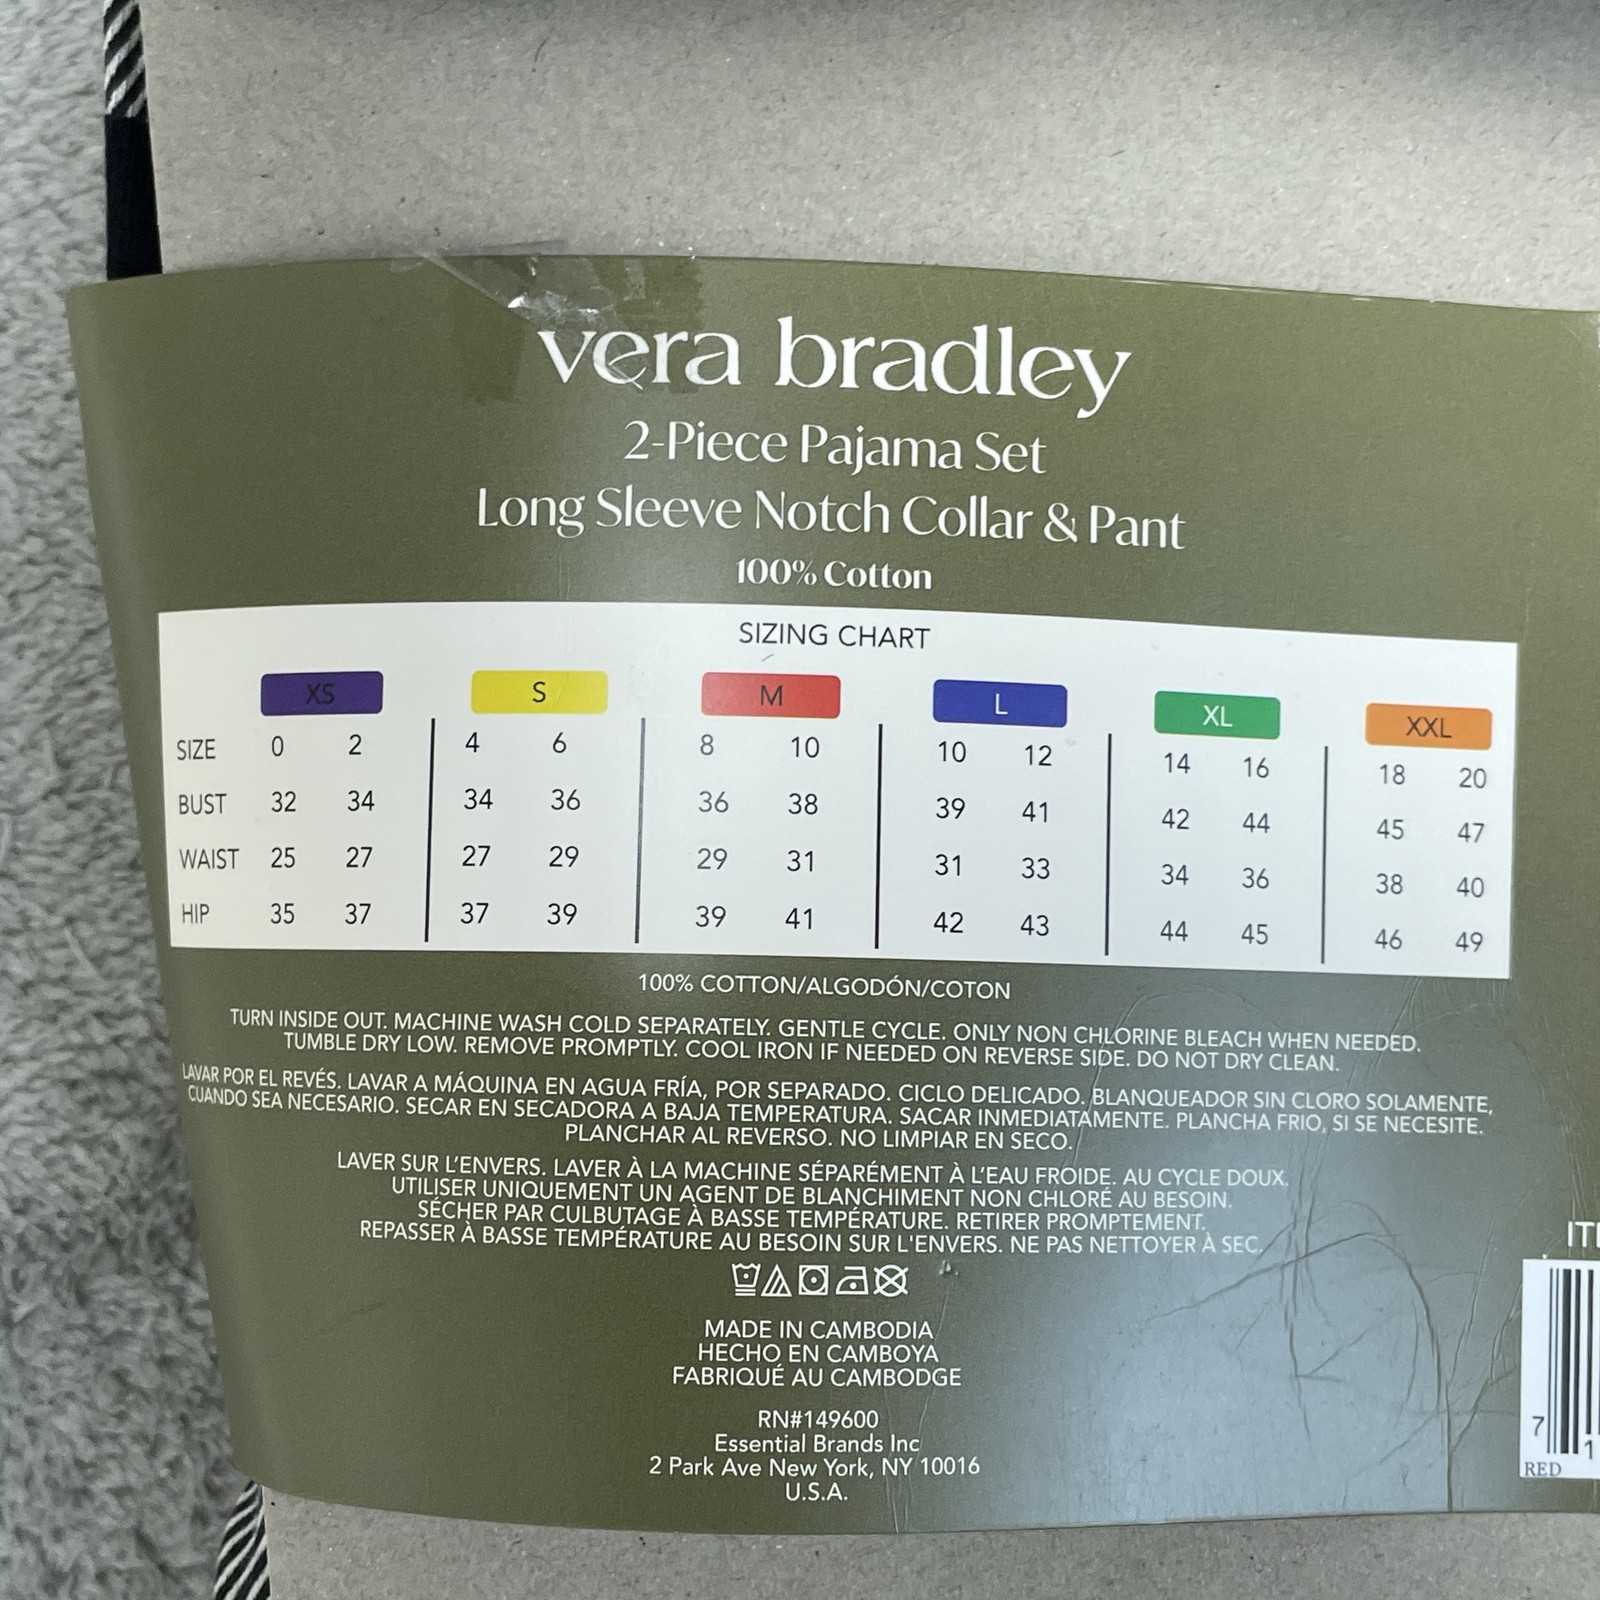 vera bradley
2-Piece Pajama Set
Long Sleeve Notch Collar & Pant
100% Cotton
SIZING CHART
XS S M L XL XXL
SIZE 0 2 4 6 8 10 10 12 14 16 18 20
BUST 32 34 34 36 36 38 39 41 42 44 45 47
WAIST 25 27 27 29 29 31 31 33 34 36 38 40
HIP 35 37 37 39 39 41 42 43 44 45 46 49
100% COTTON/ALGODÓN/COTON
TURN INSIDE OUT. MACHINE WASH COLD SEPARATELY. GENTLE CYCLE. ONLY NON CHLORINE BLEACH WHEN NEEDED.
TUMBLE DRY LOW. REMOVE PROMPTLY. COOL IRON IF NEEDED ON REVERSE SIDE. DO NOT DRY CLEAN.
LAVAR POR EL REVÉS. LAVAR A MÁQUINA EN AGUA FRÍA, POR SEPARADO. CICLO DELICADO. BLANQUEADOR SIN CLORO SOLAMENTE,
CUANDO SEA NECESARIO. SECAR EN SECADORA A BAJA TEMPERATURA. SACAR INMEDIATAMENTE. PLANCHA FRIO, SI SE NECESITE.
PLANCHAR AL REVERSO. NO LIMPIAR EN SECO.
LAVER SUR L'ENVERS. LAVER À LA MACHINE SÉPARÉMENT À L'EAU FROIDE. AU CYCLE DOUX.
UTILISER UNIQUEMENT UN AGENT DE BLANCHIMENT NON CHLORÉ AU BESOIN.
SÉCHER PAR CULBUTAGE À BASSE TEMPÉRATURE. RETIRER PROMPTEMENT.
REPASSER À BASSE TEMPÉRATURE AU BESOIN SUR L'ENVERS. NE PAS NETTOYER À SEC.
MADE IN CAMBODIA
HECHO EN CAMBOYA
FABRIQUÉ AU CAMBODGE
RN#149600
Essential Brands Inc
2 Park Ave New York, NY 10016
U.S.A.
7 1
RED